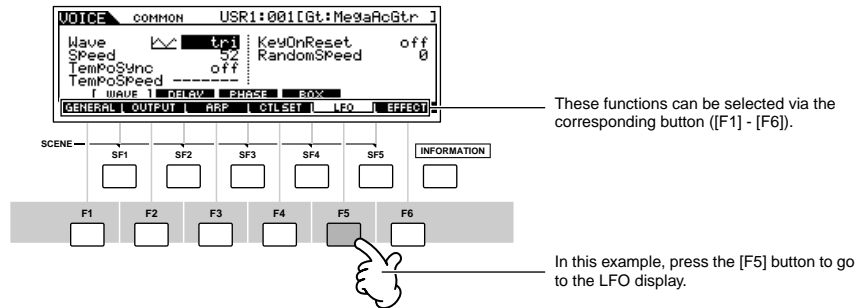 VOICE COMMON USR1:001[Gt:MegaAcGtr ]
Wave tri KeyOnReset off
Speed 52 RandomSpeed 0
TempoSync off
TempoSpeed --------
[ WAVE ] DELAY PHASE BOX
GENERAL OUTPUT ARP CTL SET LFO EFFECT
These functions can be selected via the
corresponding button ([F1] - [F6]).
SCENE
SF1 SF2 SF3 SF4 SF5 INFORMATION
F1 F2 F3 F4 F5 F6
In this example, press the [F5] button to go
to the LFO display.